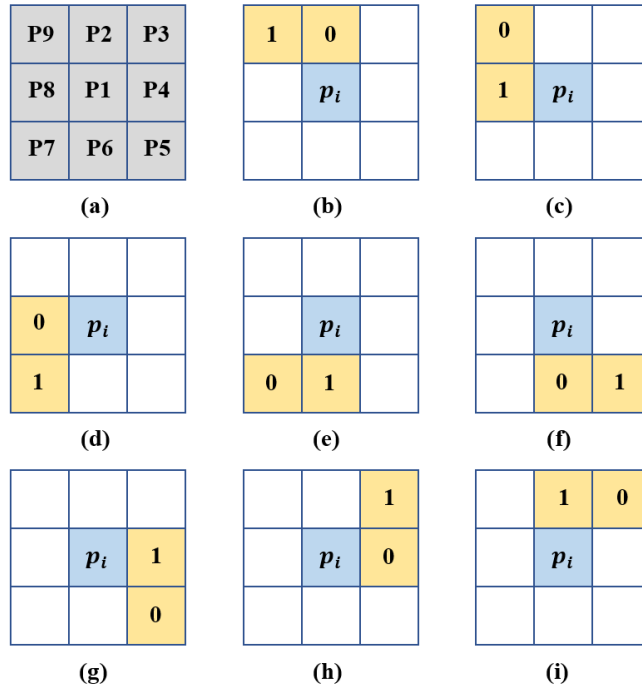 P9 P2 P3 1 0 0
P8 P1 P4 pᵢ 1 pᵢ
P7 P6 P5
(a) (b) (c)
0 pᵢ pᵢ pᵢ
1 0 1 0 1
(d) (e) (f)
1 1 0
pᵢ 1 pᵢ 0 pᵢ
0
(g) (h) (i)